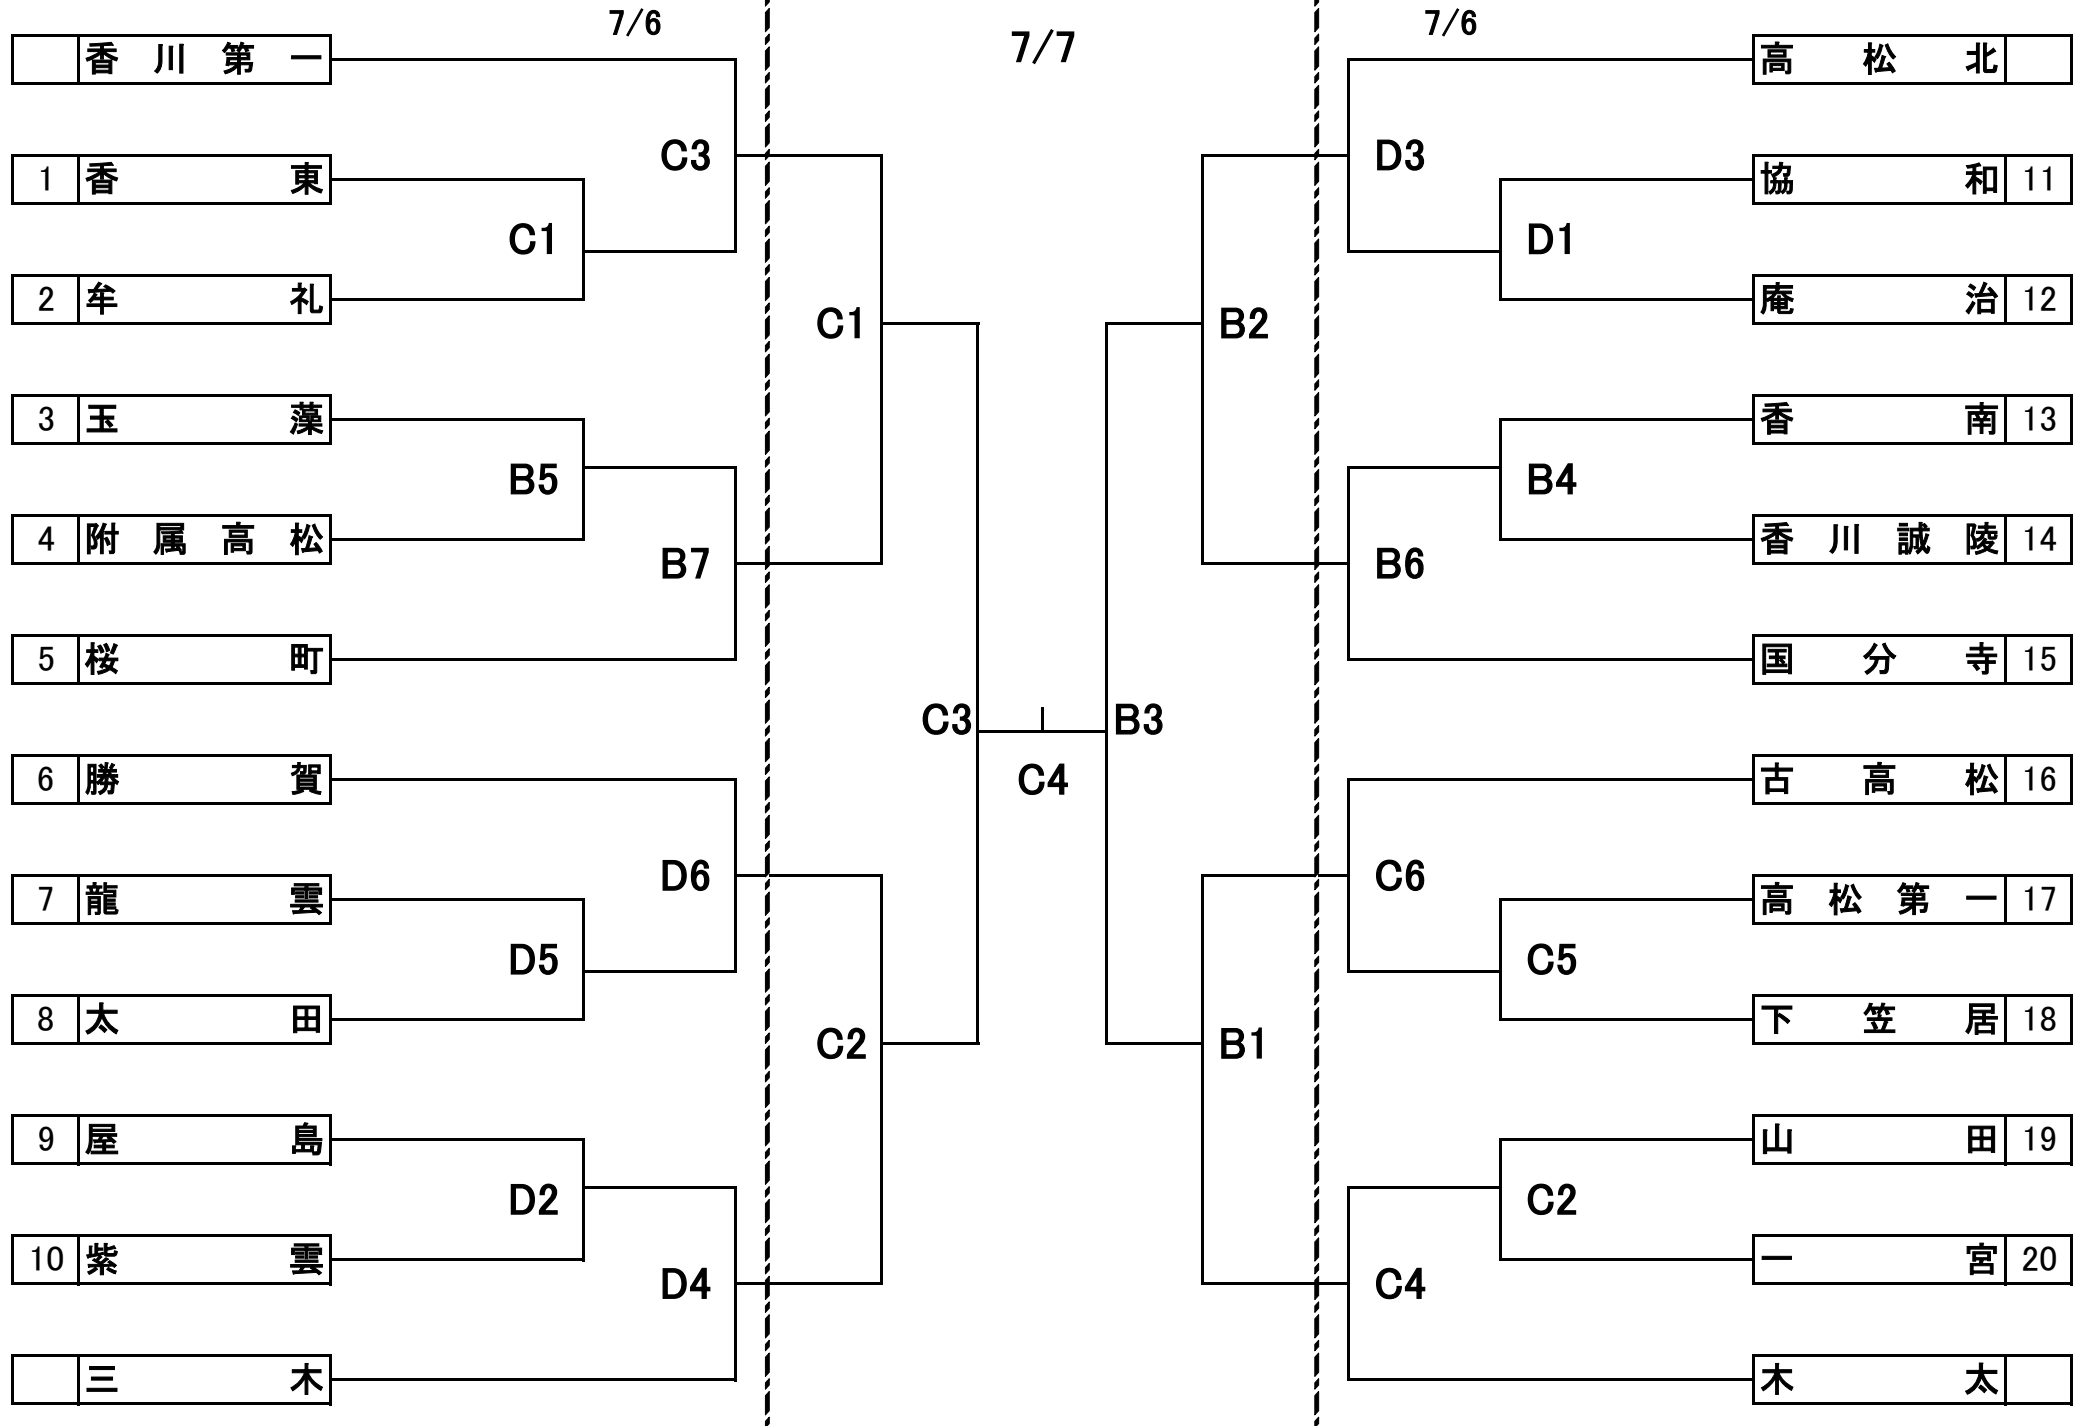 7/6 7/7 7/6
香川第一 高松北
C3 D3
1 香東 協和 11
C1 D1
2 牟礼 庵治 12
C1 B2
3 玉藻 香南 13
B5 B4
4 附属高松 香川誠陵 14
B7 B6
5 桜町 国分寺 15
C3 B3
6 勝賀 C4 古高松 16
D6 C6
7 龍雲 高松第一 17
D5 C5
8 太田 下笠居 18
C2 B1
9 屋島 山田 19
D2 C2
10 紫雲 一宮 20
D4 C4
三木 木太